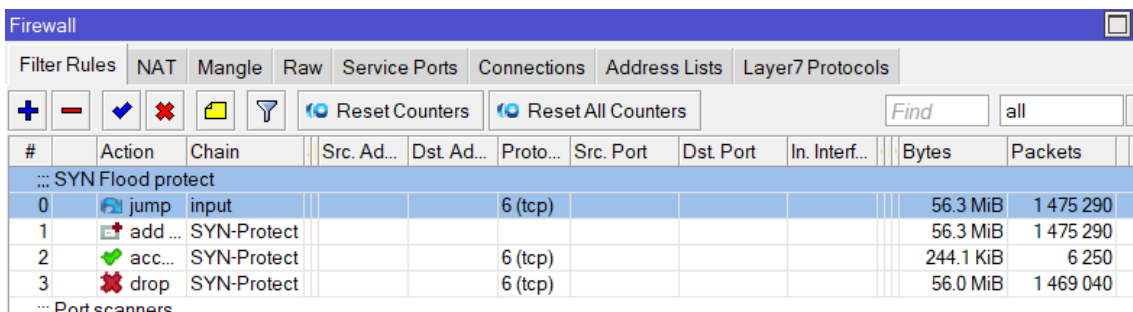 Firewall
Filter Rules NAT Mangle Raw Service Ports Connections Address Lists Layer7 Protocols
Reset Counters Reset All Counters Find all
# Action Chain Src. Ad... Dst. Ad... Proto... Src. Port Dst. Port In. Interf... Bytes Packets
;;; SYN Flood protect
0 jump input 6 (tcp) 56.3 MiB 1 475 290
1 add ... SYN-Protect 56.3 MiB 1 475 290
2 acc... SYN-Protect 6 (tcp) 244.1 KiB 6 250
3 drop SYN-Protect 6 (tcp) 56.0 MiB 1 469 040
;;; Port scanners